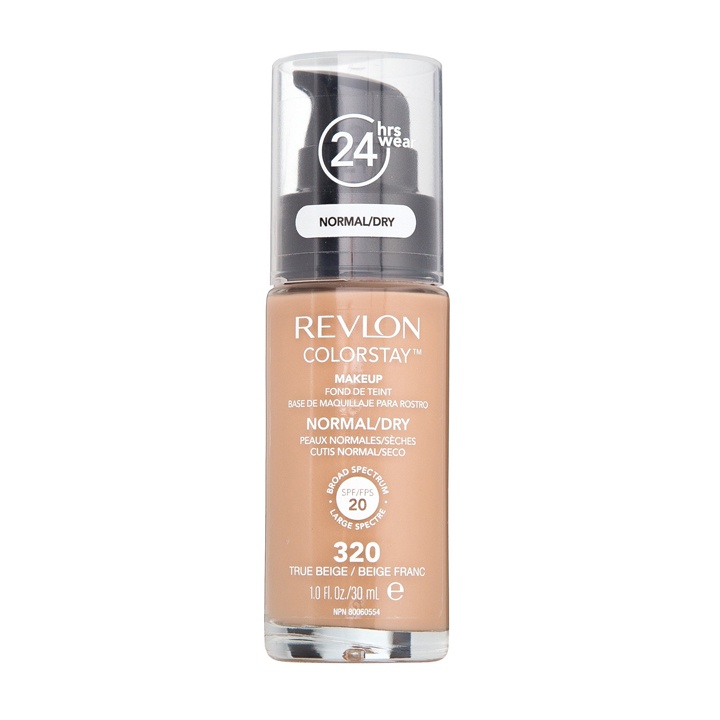 24 hrs wear
NORMAL/DRY
REVLON
COLORSTAY™
MAKEUP
FOND DE TEINT
BASE DE MAQUILLAJE PARA ROSTRO
NORMAL/DRY
PEAUX NORMALES/SÈCHES
CUTIS NORMAL/SECO
• BROAD SPECTRUM •
SPF/FPS
20
LARGE SPECTRE
320
TRUE BEIGE / BEIGE FRANC
1.0 Fl. Oz./30 mL ℮
NPN 80060554